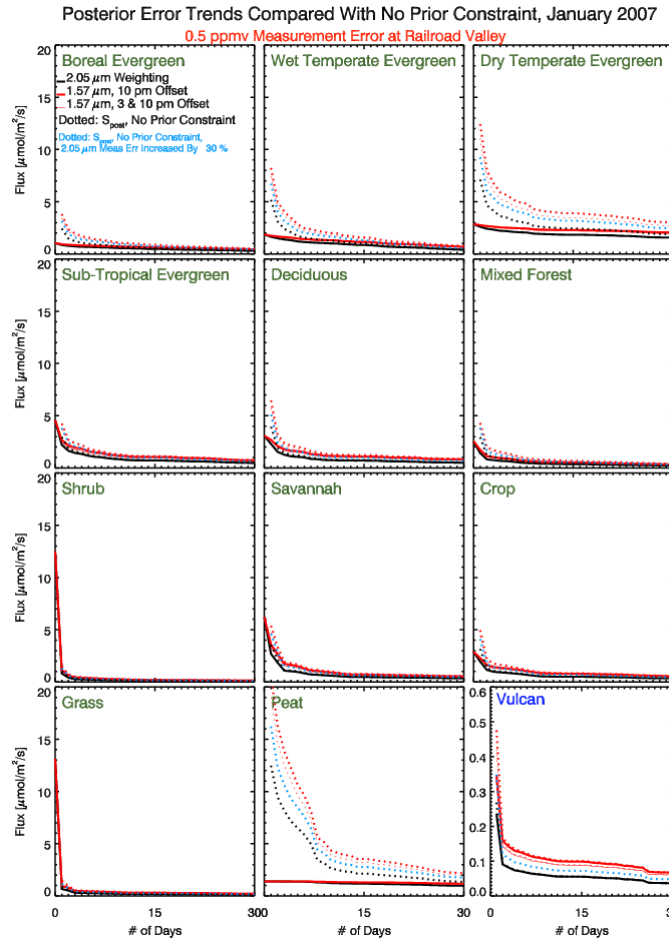 Posterior Error Trends Compared With No Prior Constraint, January 2007
0.5 ppmv Measurement Error at Railroad Valley
20
15
10
5
0
Flux [μmol/m²/s]
Boreal Evergreen
2.05 μm Weighting
1.57 μm, 10 pm Offset
1.57 μm, 3 & 10 pm Offset
Dotted: Spost, No Prior Constraint
Dotted: Spost, No Prior Constraint,
2.05 μm Meas Err Increased By 30 %
Wet Temperate Evergreen
Dry Temperate Evergreen
20
15
10
5
0
Flux [μmol/m²/s]
Sub-Tropical Evergreen
Deciduous
Mixed Forest
20
15
10
5
0
Flux [μmol/m²/s]
Shrub
Savannah
Crop
20
15
10
5
0
Flux [μmol/m²/s]
Grass
Peat
0.6
0.5
0.4
0.3
0.2
0.1
0.0
Vulcan
0 15 300 15 30 0 15 30
# of Days # of Days # of Days